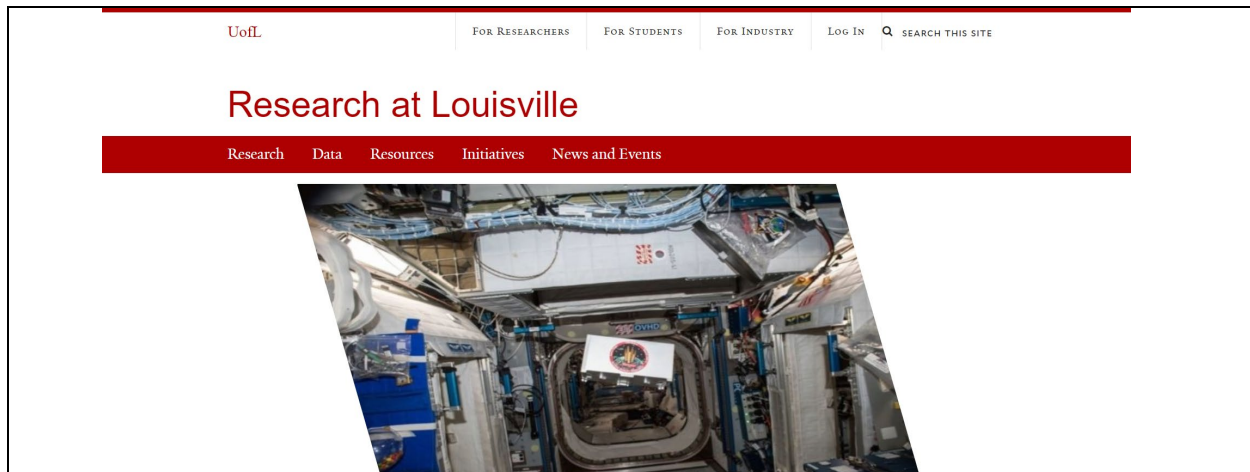 UofL
FOR RESEARCHERS
FOR STUDENTS
FOR INDUSTRY
LOG IN
SEARCH THIS SITE
Research at Louisville
Research
Data
Resources
Initiatives
News and Events
OVHD